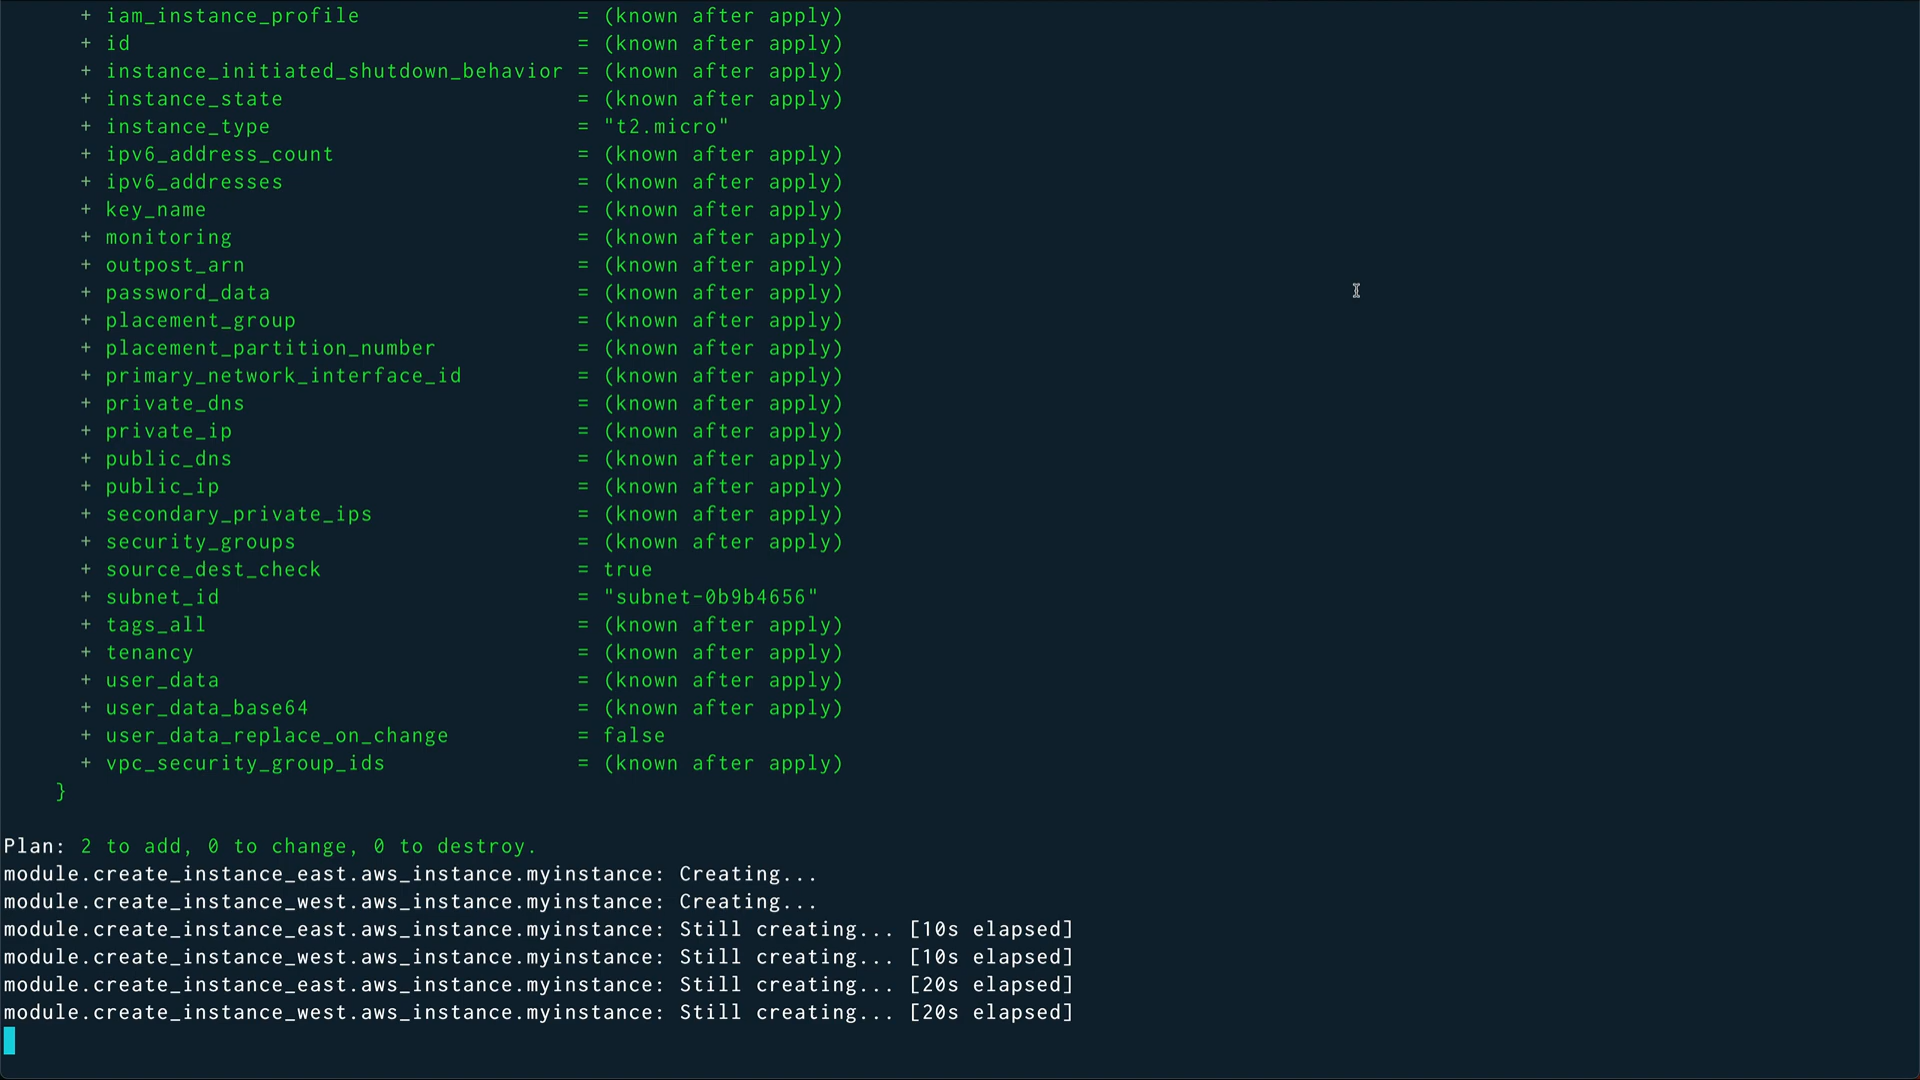 + iam_instance_profile = (known after apply)
+ id = (known after apply)
+ instance_initiated_shutdown_behavior = (known after apply)
+ instance_state = (known after apply)
+ instance_type = "t2.micro"
+ ipv6_address_count = (known after apply)
+ ipv6_addresses = (known after apply)
+ key_name = (known after apply)
+ monitoring = (known after apply)
+ outpost_arn = (known after apply)
+ password_data = (known after apply)
+ placement_group = (known after apply)
+ placement_partition_number = (known after apply)
+ primary_network_interface_id = (known after apply)
+ private_dns = (known after apply)
+ private_ip = (known after apply)
+ public_dns = (known after apply)
+ public_ip = (known after apply)
+ secondary_private_ips = (known after apply)
+ security_groups = (known after apply)
+ source_dest_check = true
+ subnet_id = "subnet-0b9b4656"
+ tags_all = (known after apply)
+ tenancy = (known after apply)
+ user_data = (known after apply)
+ user_data_base64 = (known after apply)
+ user_data_replace_on_change = false
+ vpc_security_group_ids = (known after apply)
}
Plan: 2 to add, 0 to change, 0 to destroy.
module.create_instance_east.aws_instance.myinstance: Creating...
module.create_instance_west.aws_instance.myinstance: Creating...
module.create_instance_east.aws_instance.myinstance: Still creating... [10s elapsed]
module.create_instance_west.aws_instance.myinstance: Still creating... [10s elapsed]
module.create_instance_east.aws_instance.myinstance: Still creating... [20s elapsed]
module.create_instance_west.aws_instance.myinstance: Still creating... [20s elapsed]